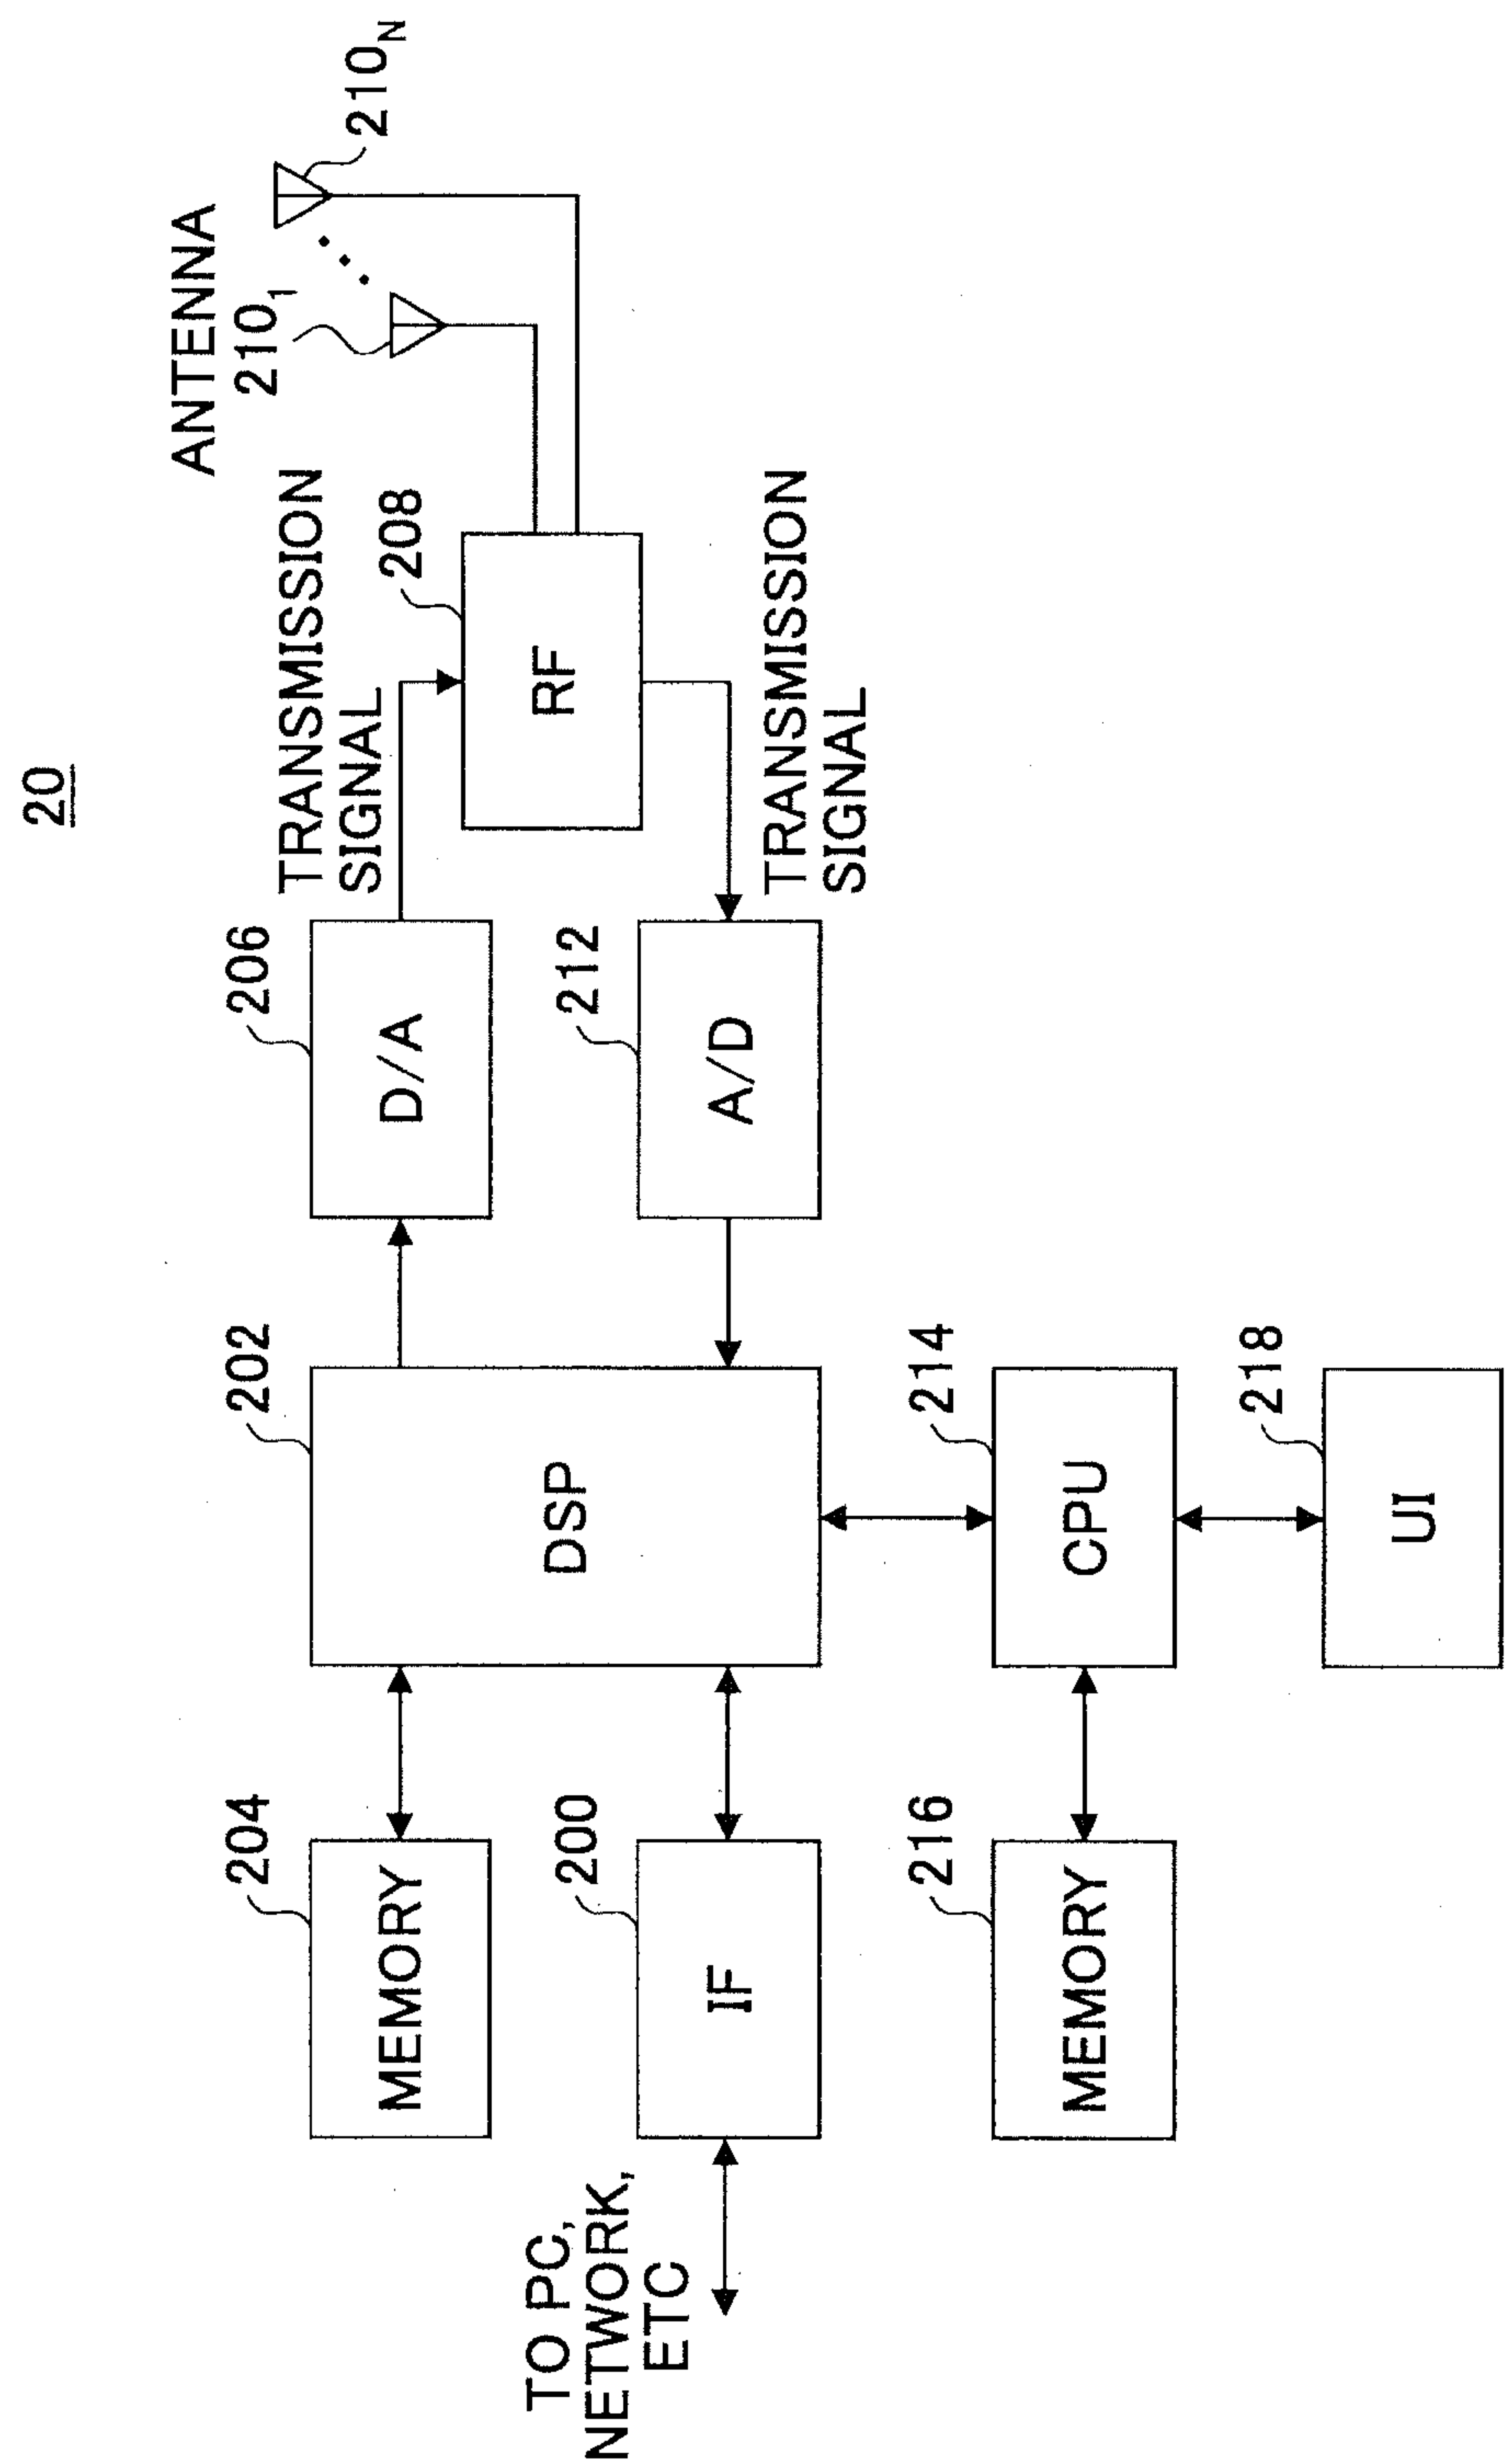 20
ANTENNA
210₁
210N
TRANSMISSION
SIGNAL
208
RF
TRANSMISSION
SIGNAL
206
D/A
212
A/D
202
DSP
204
MEMORY
200
IF
TO PC,
NETWORK,
ETC
214
CPU
216
MEMORY
218
UI